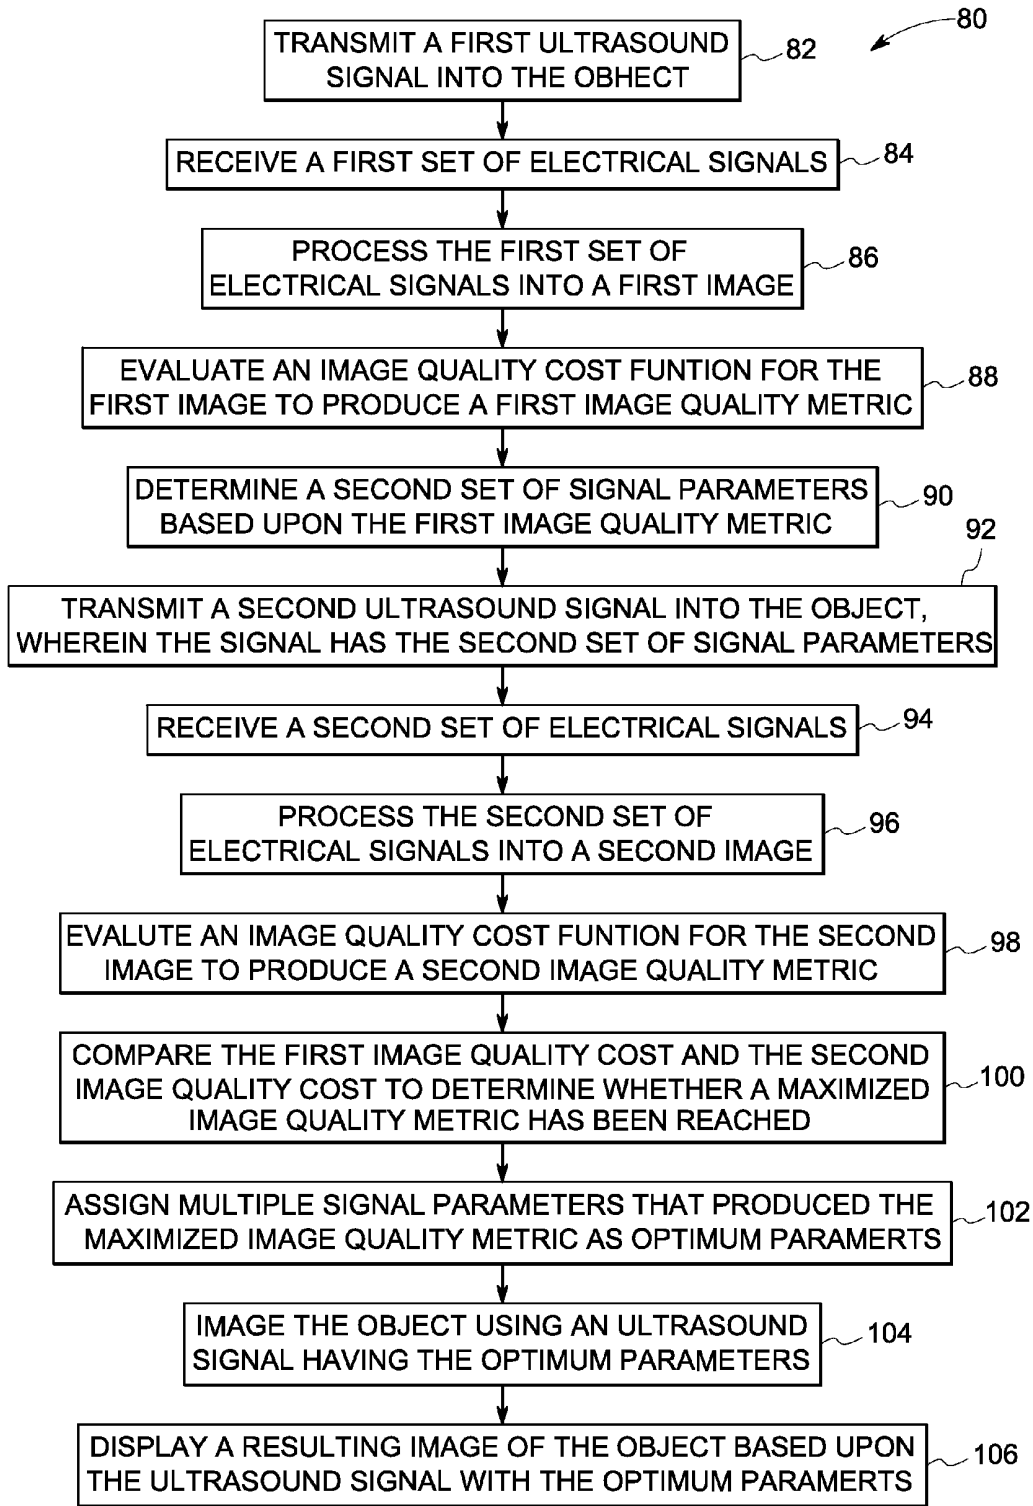 80
TRANSMIT A FIRST ULTRASOUND
SIGNAL INTO THE OBHECT
82
RECEIVE A FIRST SET OF ELECTRICAL SIGNALS
84
PROCESS THE FIRST SET OF
ELECTRICAL SIGNALS INTO A FIRST IMAGE
86
EVALUATE AN IMAGE QUALITY COST FUNTION FOR THE
FIRST IMAGE TO PRODUCE A FIRST IMAGE QUALITY METRIC
88
DETERMINE A SECOND SET OF SIGNAL PARAMETERS
BASED UPON THE FIRST IMAGE QUALITY METRIC
90
92
TRANSMIT A SECOND ULTRASOUND SIGNAL INTO THE OBJECT,
WHEREIN THE SIGNAL HAS THE SECOND SET OF SIGNAL PARAMETERS
RECEIVE A SECOND SET OF ELECTRICAL SIGNALS
94
PROCESS THE SECOND SET OF
ELECTRICAL SIGNALS INTO A SECOND IMAGE
96
EVALUTE AN IMAGE QUALITY COST FUNTION FOR THE SECOND
IMAGE TO PRODUCE A SECOND IMAGE QUALITY METRIC
98
COMPARE THE FIRST IMAGE QUALITY COST AND THE SECOND
IMAGE QUALITY COST TO DETERMINE WHETHER A MAXIMIZED
IMAGE QUALITY METRIC HAS BEEN REACHED
100
ASSIGN MULTIPLE SIGNAL PARAMETERS THAT PRODUCED THE
MAXIMIZED IMAGE QUALITY METRIC AS OPTIMUM PARAMERTS
102
IMAGE THE OBJECT USING AN ULTRASOUND
SIGNAL HAVING THE OPTIMUM PARAMETERS
104
DISPLAY A RESULTING IMAGE OF THE OBJECT BASED UPON
THE ULTRASOUND SIGNAL WITH THE OPTIMUM PARAMERTS
106